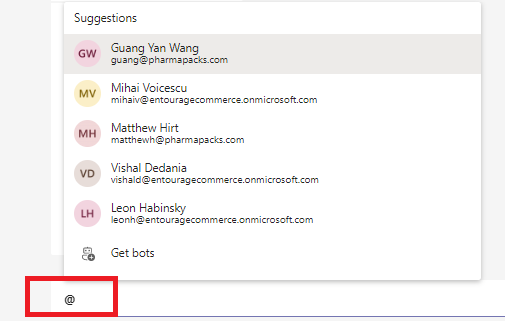 Suggestions
GW
Guang Yan Wang
guang@pharmapacks.com
MV
Mihai Voicescu
mihaiv@entouragecommerce.onmicrosoft.com
MH
Matthew Hirt
matthewh@pharmapacks.com
VD
Vishal Dedania
vishald@entouragecommerce.onmicrosoft.com
LH
Leon Habinsky
leonh@entouragecommerce.onmicrosoft.com
Get bots
@